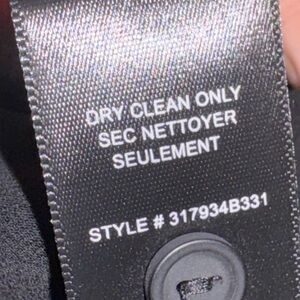 DRY CLEAN ONLY
SEC NETTOYER
SEULEMENT
STYLE # 317934B331